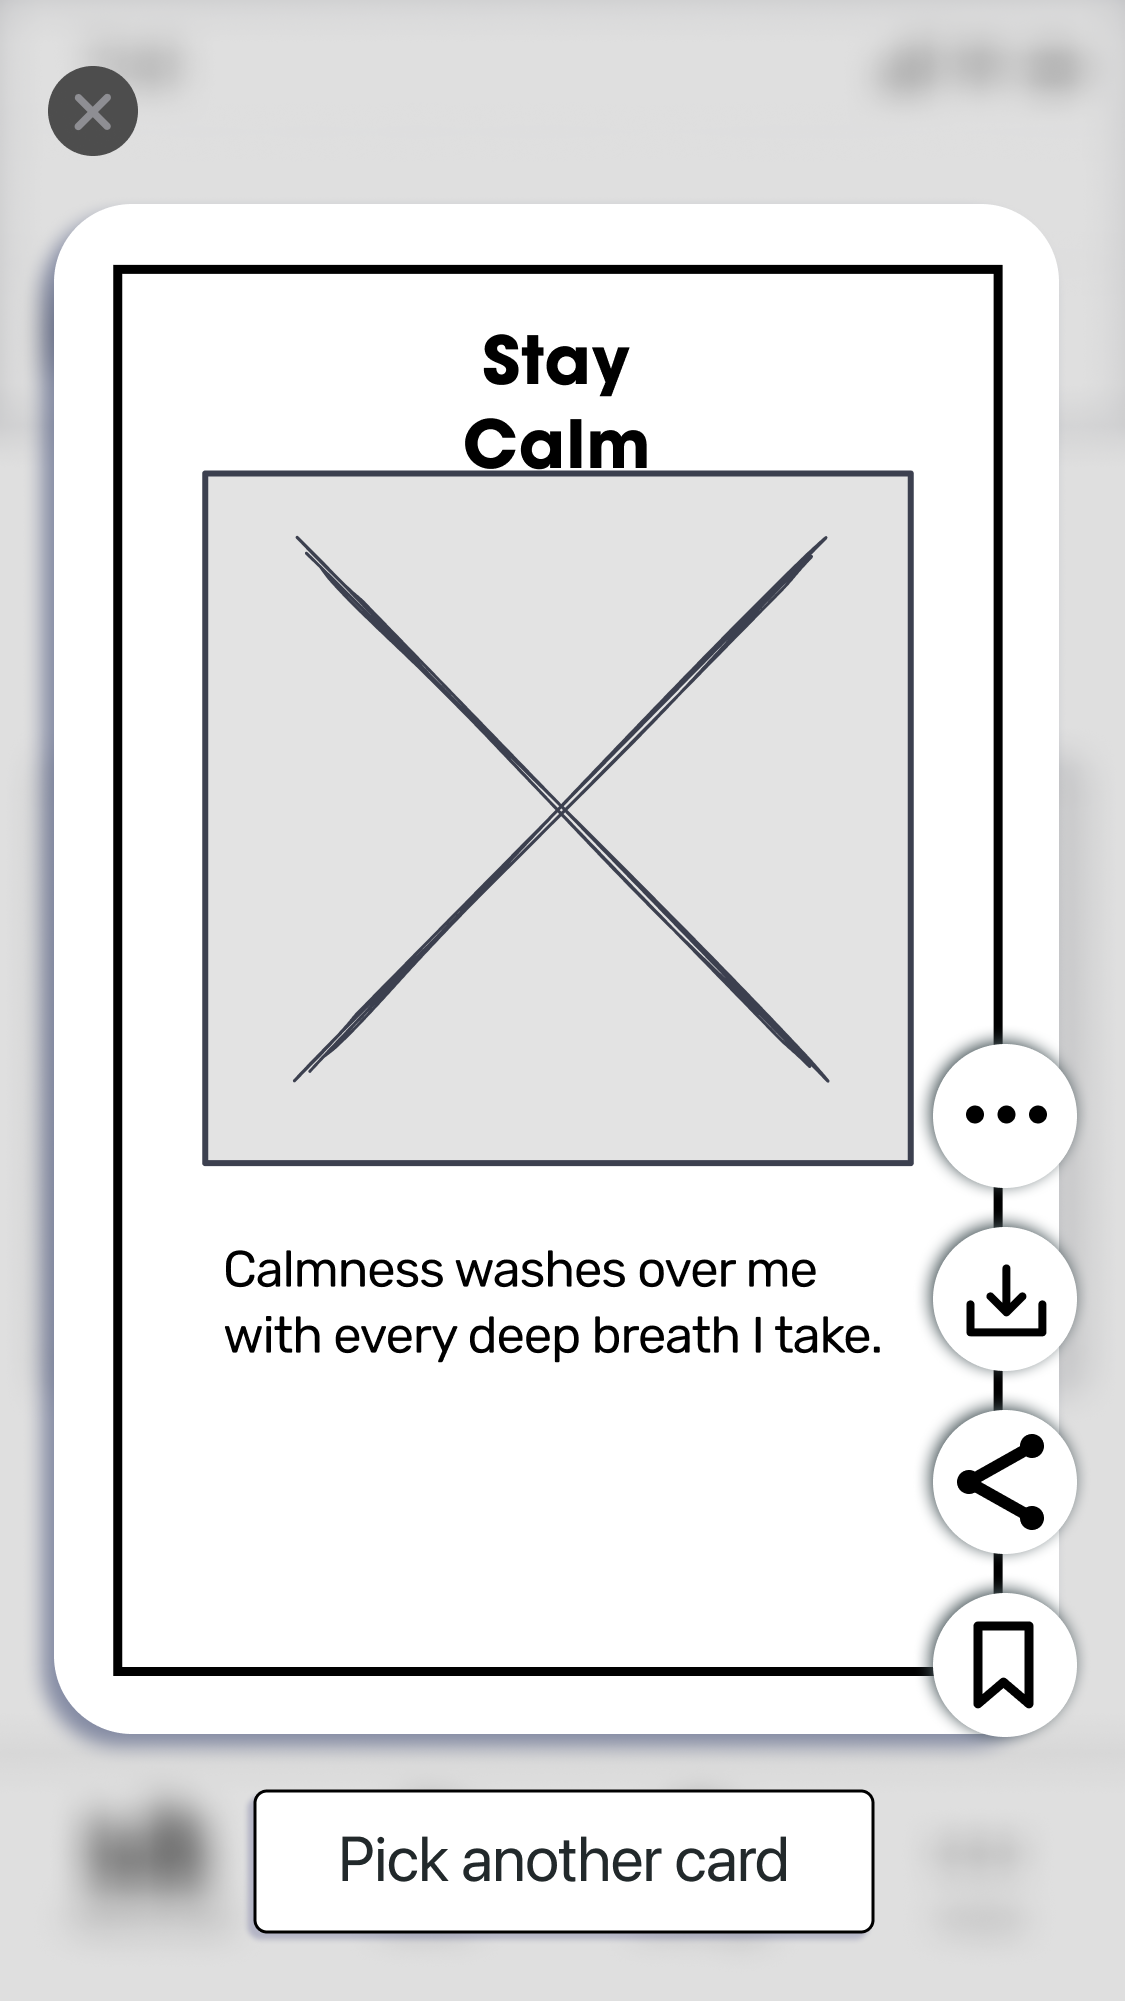 Stay
Calm
Calmness washes over me
with every deep breath I take.
Pick another card